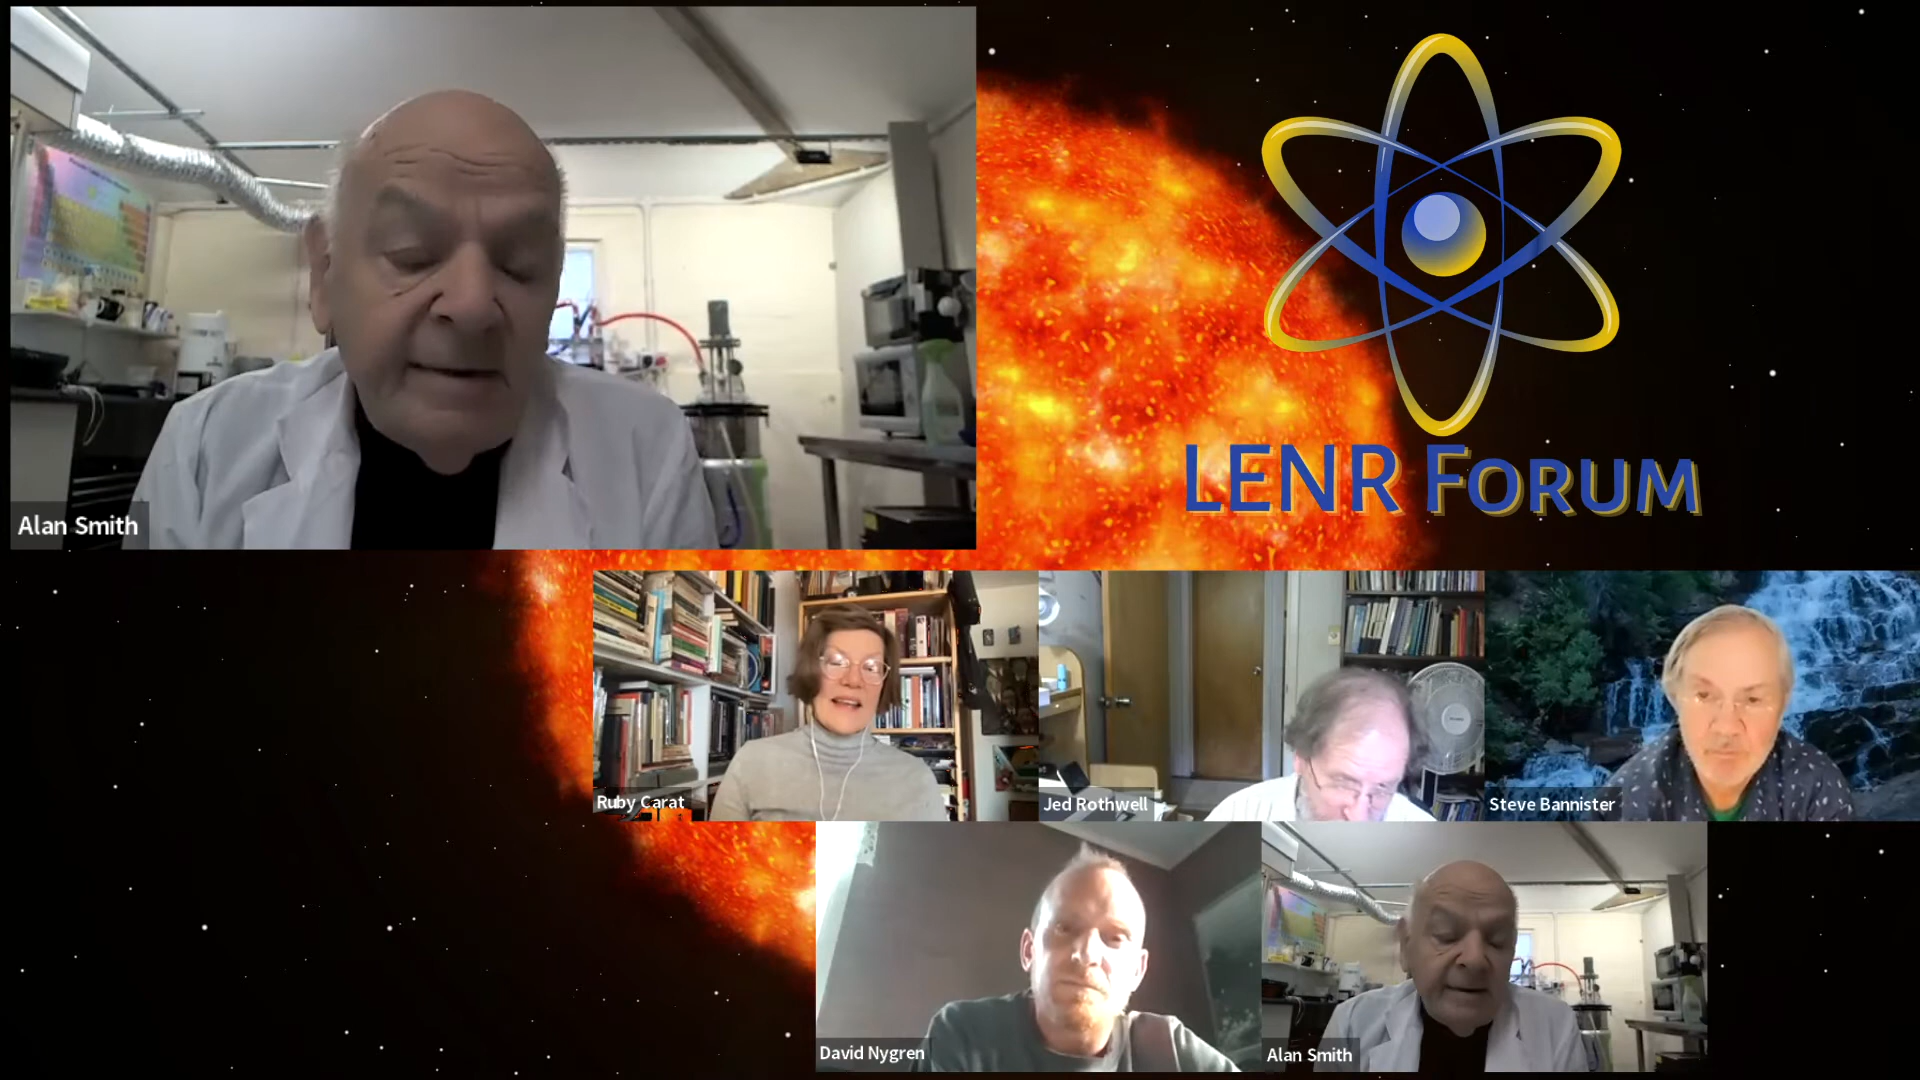 Alan Smith
LENR FORUM
Ruby Carat
Jed Rothwell
Steve Bannister
David Nygren
Alan Smith